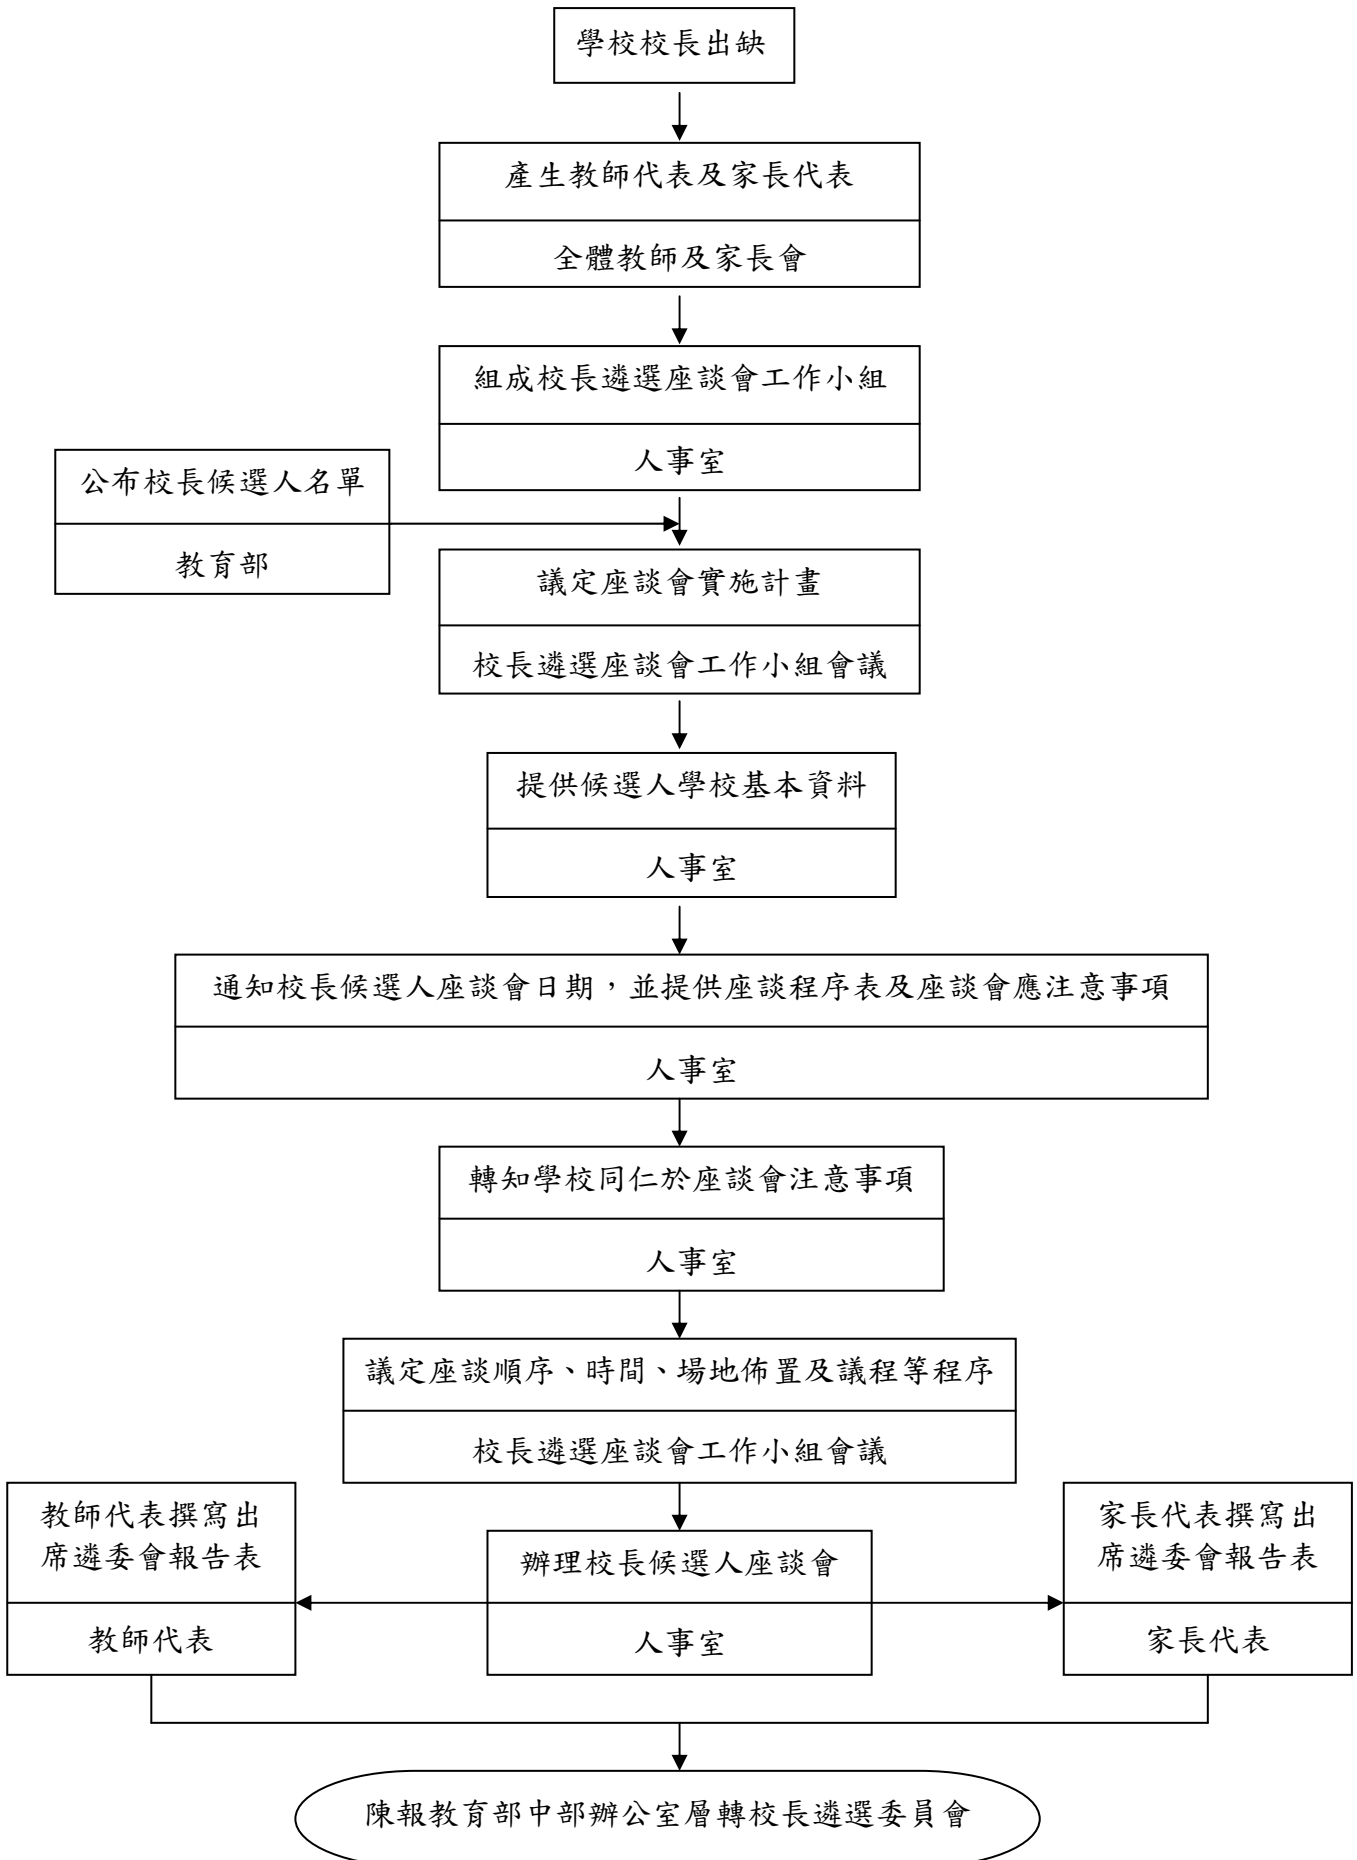 學校校長出缺
產生教師代表及家長代表
全體教師及家長會
組成校長遴選座談會工作小組
人事室
公布校長候選人名單
教育部
議定座談會實施計畫
校長遴選座談會工作小組會議
提供候選人學校基本資料
人事室
通知校長候選人座談會日期，並提供座談程序表及座談會應注意事項
人事室
轉知學校同仁於座談會注意事項
人事室
議定座談順序、時間、場地佈置及議程等程序
校長遴選座談會工作小組會議
教師代表撰寫出
席遴委會報告表
教師代表
辦理校長候選人座談會
人事室
家長代表撰寫出
席遴委會報告表
家長代表
陳報教育部中部辦公室層轉校長遴選委員會